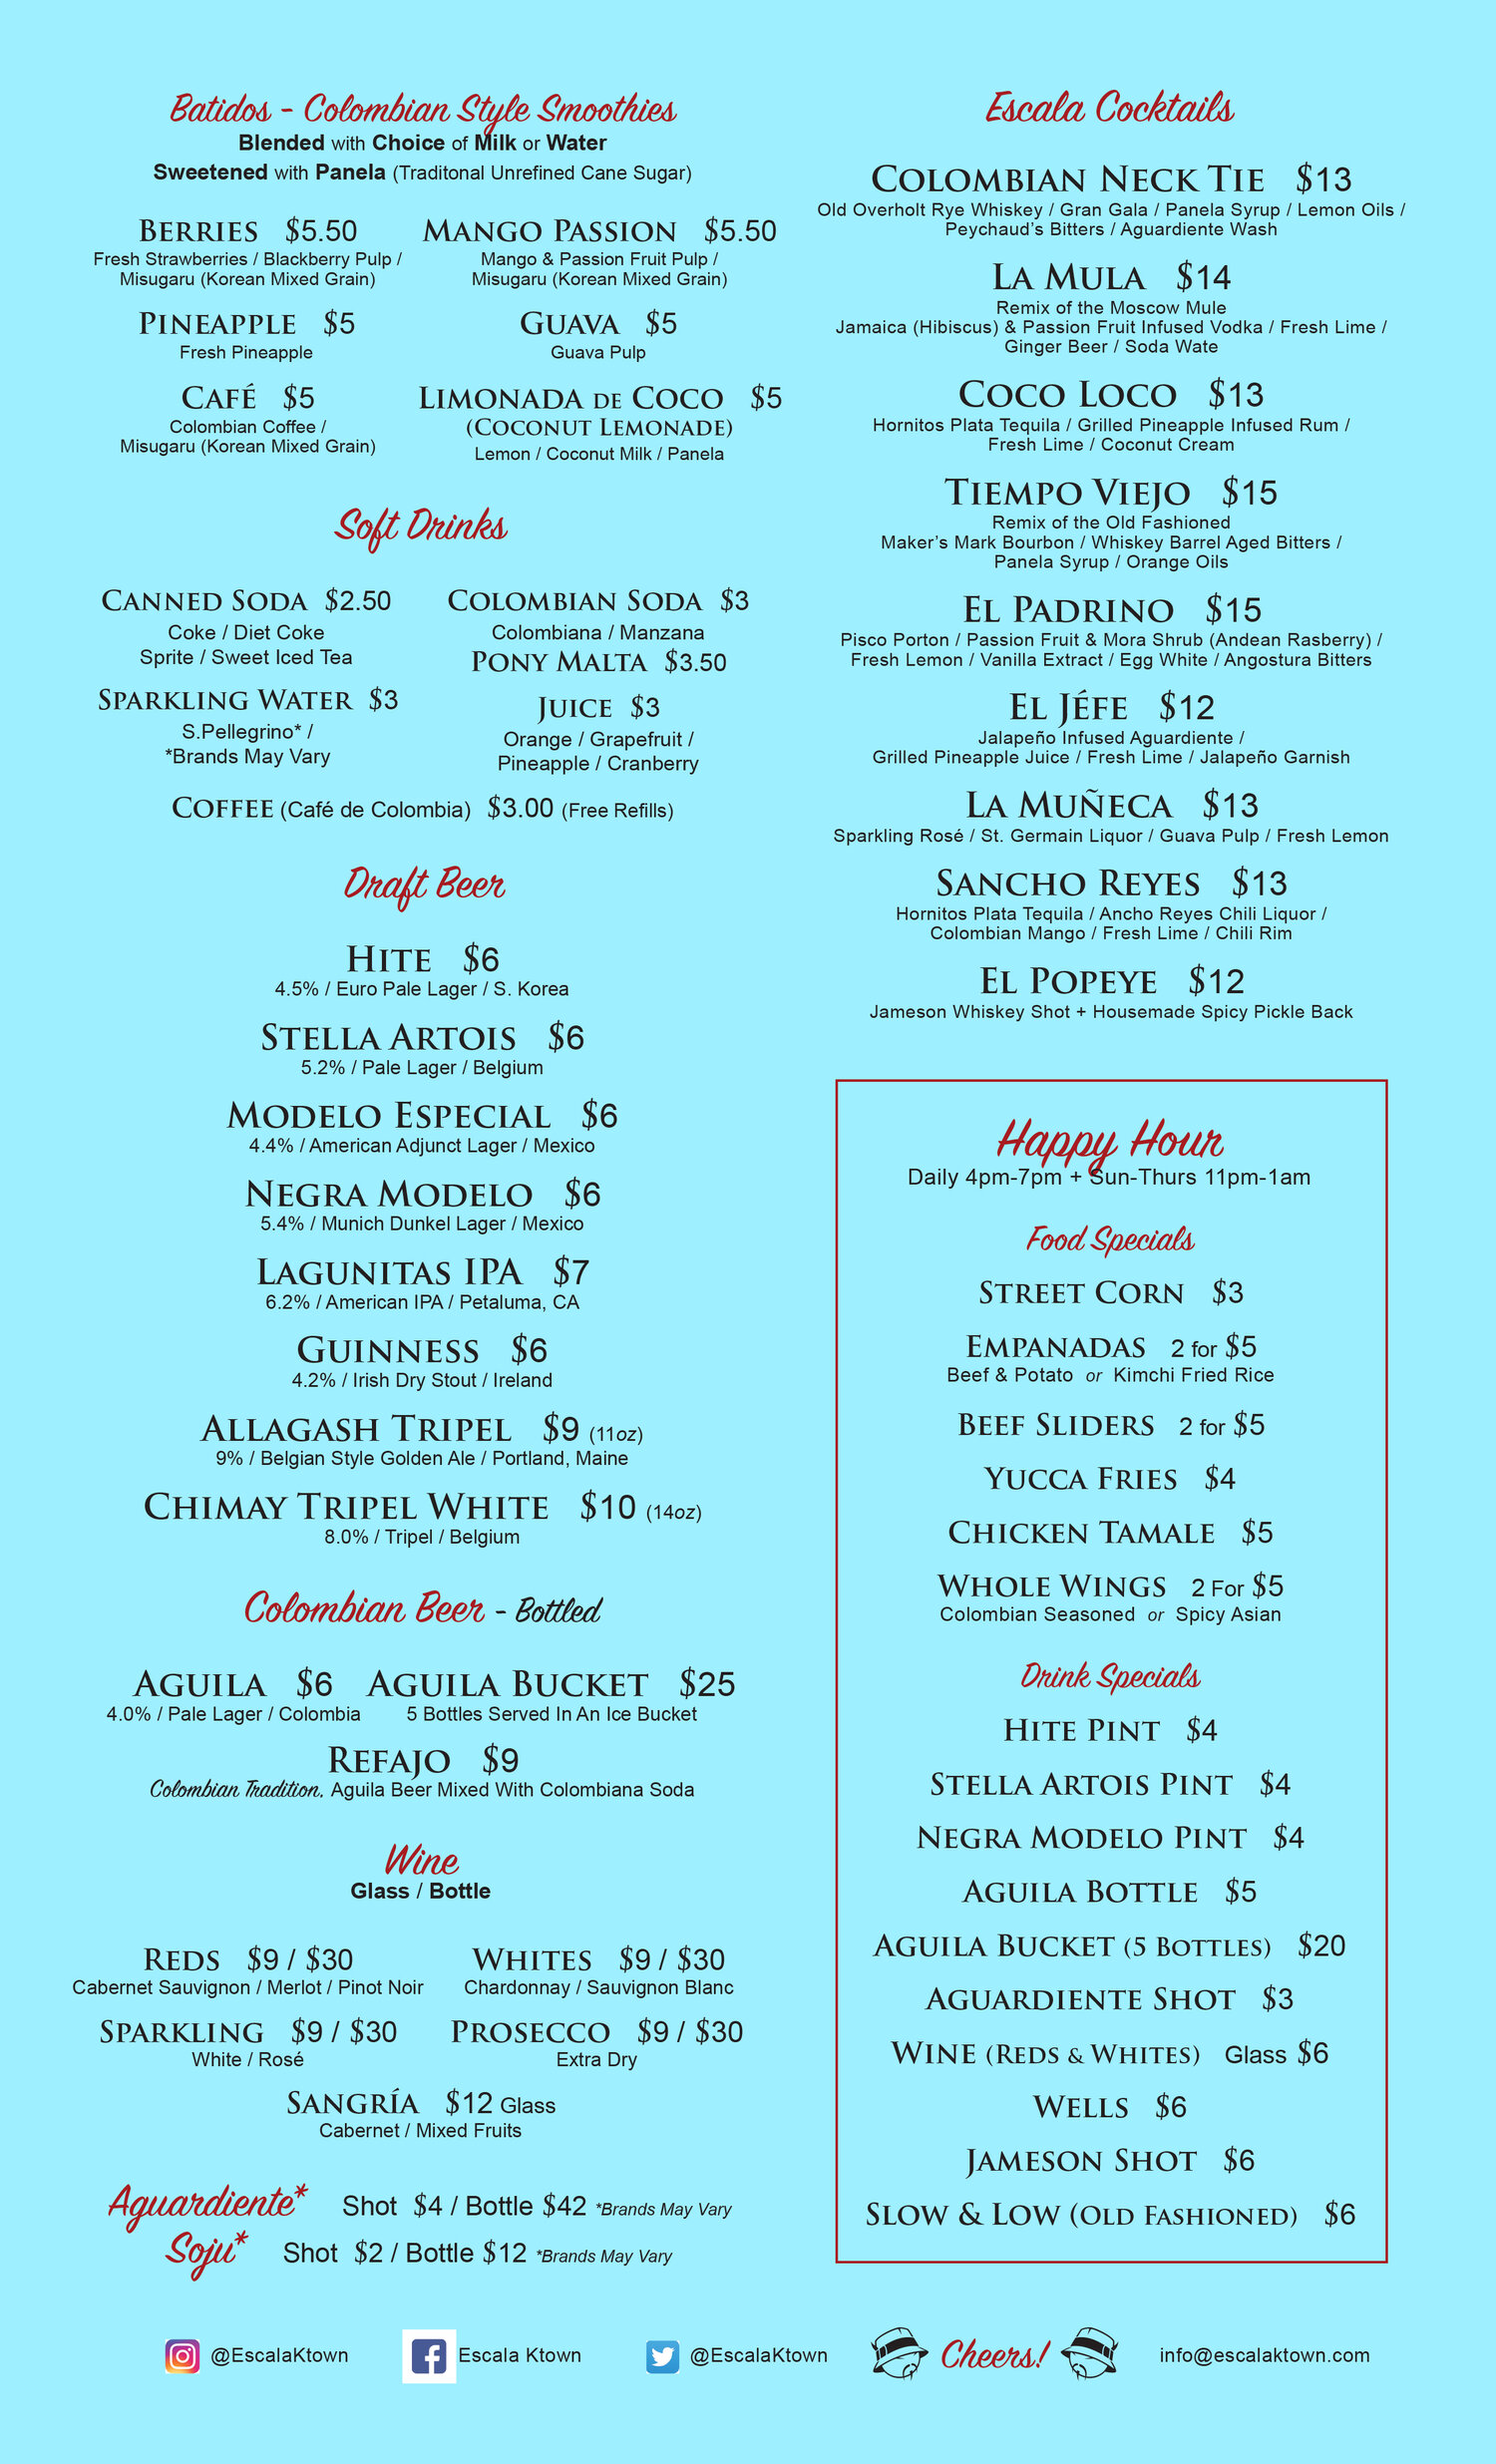 Batidos - Colombian Style Smoothies
Blended with Choice of Milk or Water
Sweetened with Panela (Traditonal Unrefined Cane Sugar)
Berries $5.50
Fresh Strawberries / Blackberry Pulp /
Misugaru (Korean Mixed Grain)
Mango Passion $5.50
Mango & Passion Fruit Pulp /
Misugaru (Korean Mixed Grain)
Pineapple $5
Fresh Pineapple
Guava $5
Guava Pulp
Café $5
Colombian Coffee /
Misugaru (Korean Mixed Grain)
Limonada de Coco $5
(Coconut Lemonade)
Lemon / Coconut Milk / Panela
Soft Drinks
Canned Soda $2.50
Coke / Diet Coke
Sprite / Sweet Iced Tea
Colombian Soda $3
Colombiana / Manzana
Pony Malta $3.50
Sparkling Water $3
S.Pellegrino* /
*Brands May Vary
Juice $3
Orange / Grapefruit /
Pineapple / Cranberry
Coffee (Café de Colombia) $3.00 (Free Refills)
Draft Beer
Hite $6
4.5% / Euro Pale Lager / S. Korea
Stella Artois $6
5.2% / Pale Lager / Belgium
Modelo Especial $6
4.4% / American Adjunct Lager / Mexico
Negra Modelo $6
5.4% / Munich Dunkel Lager / Mexico
Lagunitas IPA $7
6.2% / American IPA / Petaluma, CA
Guinness $6
4.2% / Irish Dry Stout / Ireland
Allagash Tripel $9 (11oz)
9% / Belgian Style Golden Ale / Portland, Maine
Chimay Tripel White $10 (14oz)
8.0% / Tripel / Belgium
Colombian Beer - Bottled
Aguila $6
4.0% / Pale Lager / Colombia
Aguila Bucket $25
5 Bottles Served In An Ice Bucket
Refajo $9
Colombian Tradition. Aguila Beer Mixed With Colombiana Soda
Wine
Glass / Bottle
Reds $9 / $30
Cabernet Sauvignon / Merlot / Pinot Noir
Whites $9 / $30
Chardonnay / Sauvignon Blanc
Sparkling $9 / $30
White / Rosé
Prosecco $9 / $30
Extra Dry
Sangría $12 Glass
Cabernet / Mixed Fruits
Aguardiente* Shot $4 / Bottle $42 *Brands May Vary
Soju* Shot $2 / Bottle $12 *Brands May Vary
Escala Cocktails
Colombian Neck Tie $13
Old Overholt Rye Whiskey / Gran Gala / Panela Syrup / Lemon Oils /
Peychaud's Bitters / Aguardiente Wash
La Mula $14
Remix of the Moscow Mule
Jamaica (Hibiscus) & Passion Fruit Infused Vodka / Fresh Lime /
Ginger Beer / Soda Wate
Coco Loco $13
Hornitos Plata Tequila / Grilled Pineapple Infused Rum /
Fresh Lime / Coconut Cream
Tiempo Viejo $15
Remix of the Old Fashioned
Maker's Mark Bourbon / Whiskey Barrel Aged Bitters /
Panela Syrup / Orange Oils
El Padrino $15
Pisco Porton / Passion Fruit & Mora Shrub (Andean Rasberry) /
Fresh Lemon / Vanilla Extract / Egg White / Angostura Bitters
El Jéfe $12
Jalapeño Infused Aguardiente /
Grilled Pineapple Juice / Fresh Lime / Jalapeño Garnish
La Muñeca $13
Sparkling Rosé / St. Germain Liquor / Guava Pulp / Fresh Lemon
Sancho Reyes $13
Hornitos Plata Tequila / Ancho Reyes Chili Liquor /
Colombian Mango / Fresh Lime / Chili Rim
El Popeye $12
Jameson Whiskey Shot + Housemade Spicy Pickle Back
Happy Hour
Daily 4pm-7pm + Sun-Thurs 11pm-1am
Food Specials
Street Corn $3
Empanadas 2 for $5
Beef & Potato or Kimchi Fried Rice
Beef Sliders 2 for $5
Yucca Fries $4
Chicken Tamale $5
Whole Wings 2 For $5
Colombian Seasoned or Spicy Asian
Drink Specials
Hite Pint $4
Stella Artois Pint $4
Negra Modelo Pint $4
Aguila Bottle $5
Aguila Bucket (5 Bottles) $20
Aguardiente Shot $3
Wine (Reds & Whites) Glass $6
Wells $6
Jameson Shot $6
Slow & Low (Old Fashioned) $6
@EscalaKtown
Escala Ktown
@EscalaKtown
Cheers!
info@escalaktown.com